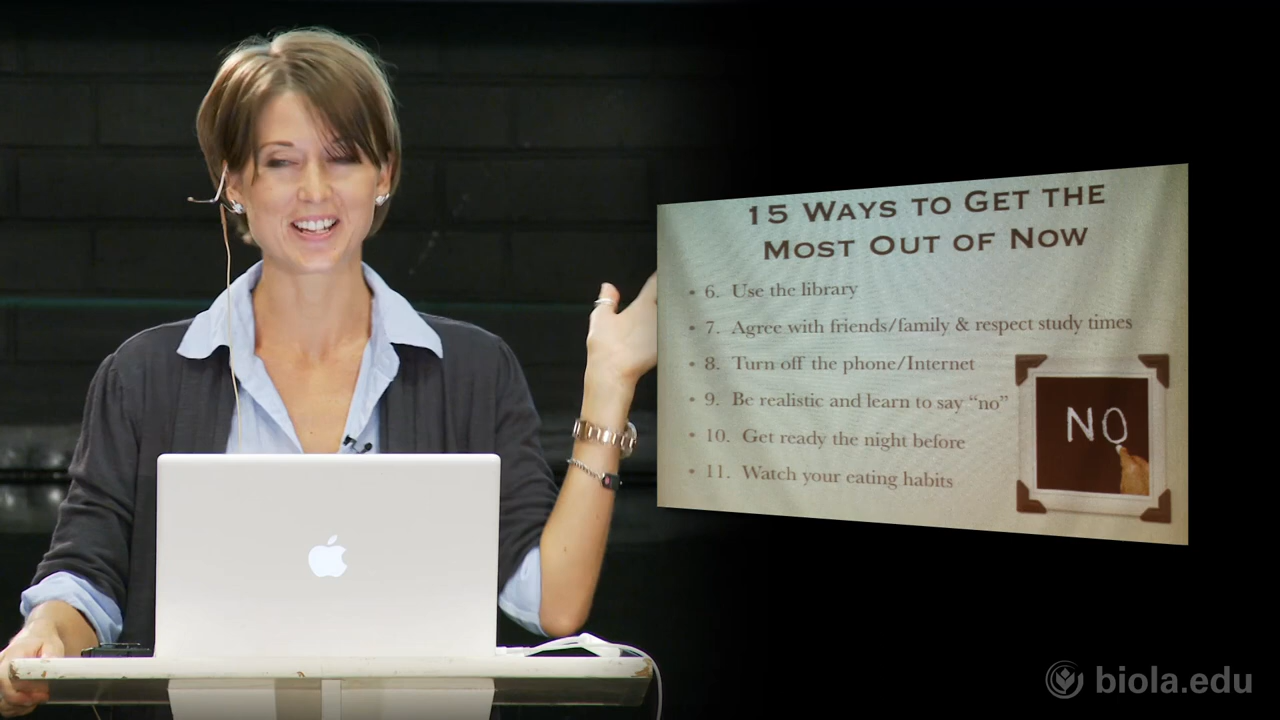 15 WAYS TO GET THE
MOST OUT OF NOW
• 6. Use the library
• 7. Agree with friends/family & respect study times
• 8. Turn off the phone/Internet
• 9. Be realistic and learn to say “no”
• 10. Get ready the night before
• 11. Watch your eating habits
NO
biola.edu